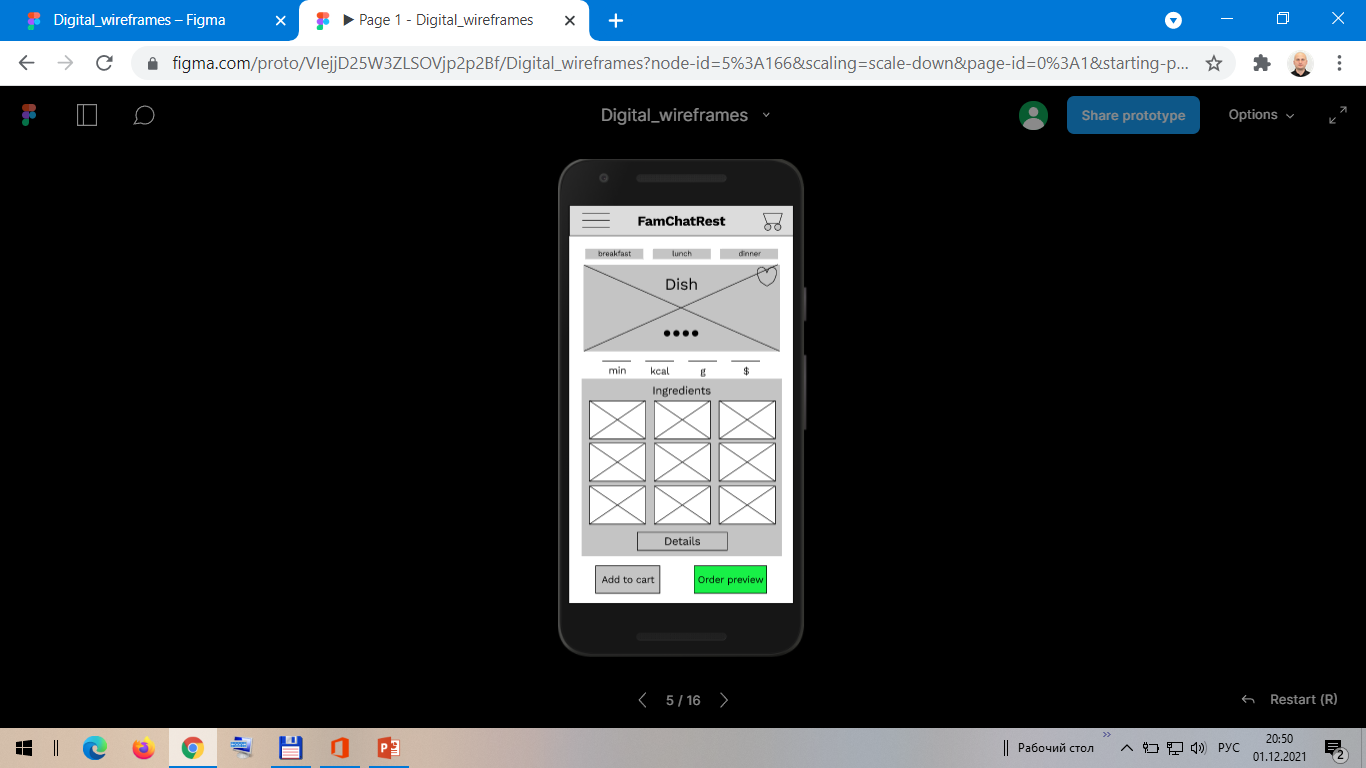 Digital_wireframes – Figma
Page 1 - Digital_wireframes
figma.com/proto/VIejjD25W3ZLSOVjp2p2Bf/Digital_wireframes?node-id=5%3A166&scaling=scale-down&page-id=0%3A1&starting-p...
Digital_wireframes
Share prototype
Options
FamChatRest
breakfast lunch dinner
Dish
min kcal g $
Ingredients
Details
Add to cart Order preview
5 / 16
Restart (R)
Рабочий стол
РУС
20:50
01.12.2021
2